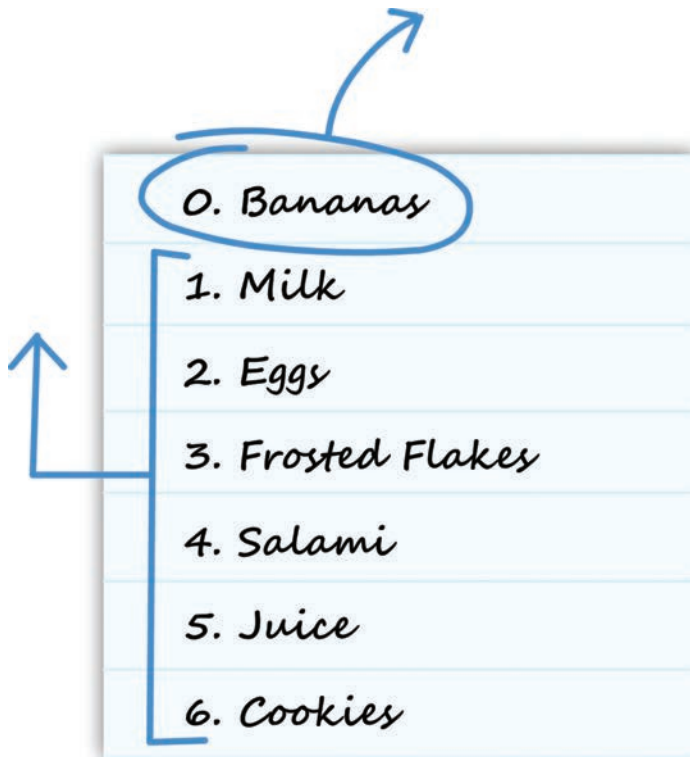 0. Bananas
1. Milk
2. Eggs
3. Frosted Flakes
4. Salami
5. Juice
6. Cookies